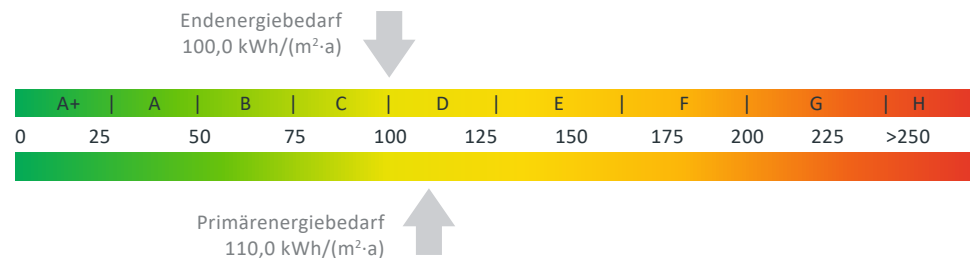 Endenergiebedarf
100,0 kWh/(m²·a)
A+ | A | B | C | D | E | F | G | H
0 25 50 75 100 125 150 175 200 225 >250
Primärenergiebedarf
110,0 kWh/(m²·a)